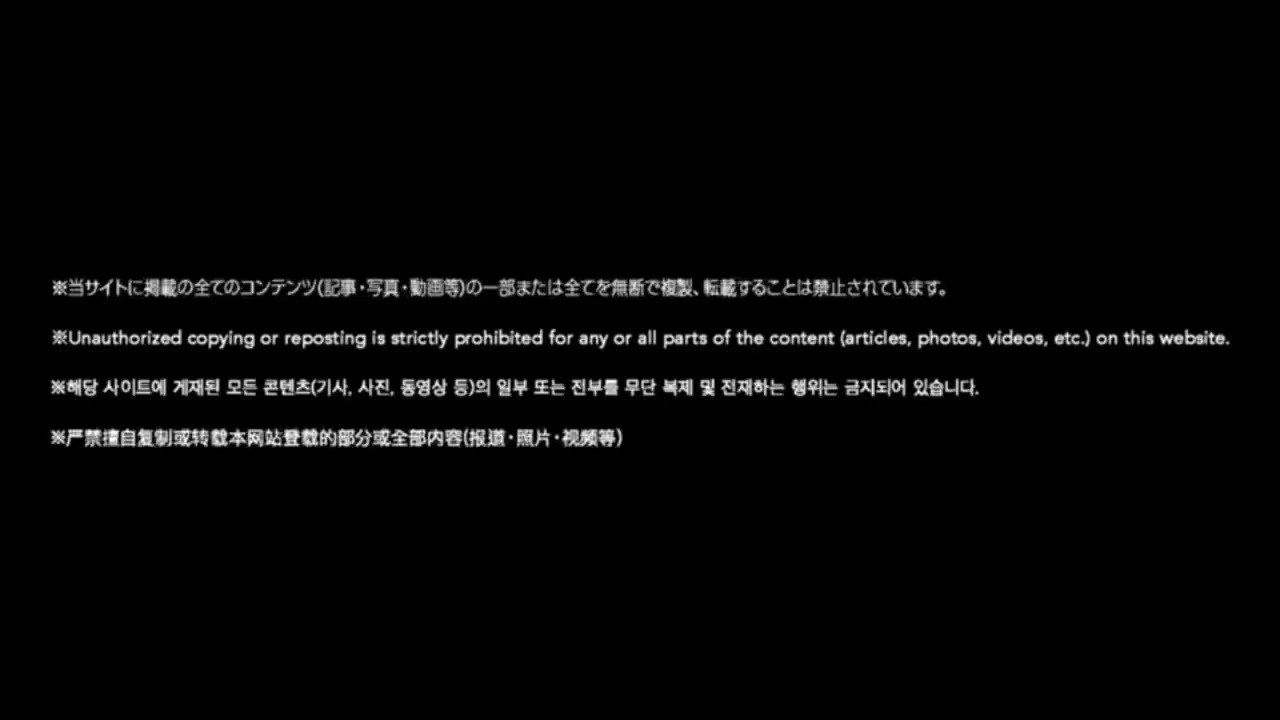 ※当サイトに掲載の全てのコンテンツ(記事・写真・動画等)の一部または全てを無断で複製、転載することは禁止されています。
※Unauthorized copying or reposting is strictly prohibited for any or all parts of the content (articles, photos, videos, etc.) on this website.
※해당 사이트에 게재된 모든 콘텐츠(기사, 사진, 동영상 등)의 일부 또는 전부를 무단 복제 및 전재하는 행위는 금지되어 있습니다.
※严禁擅自复制或转载本网站登载的部分或全部内容(报道・照片・视频等)